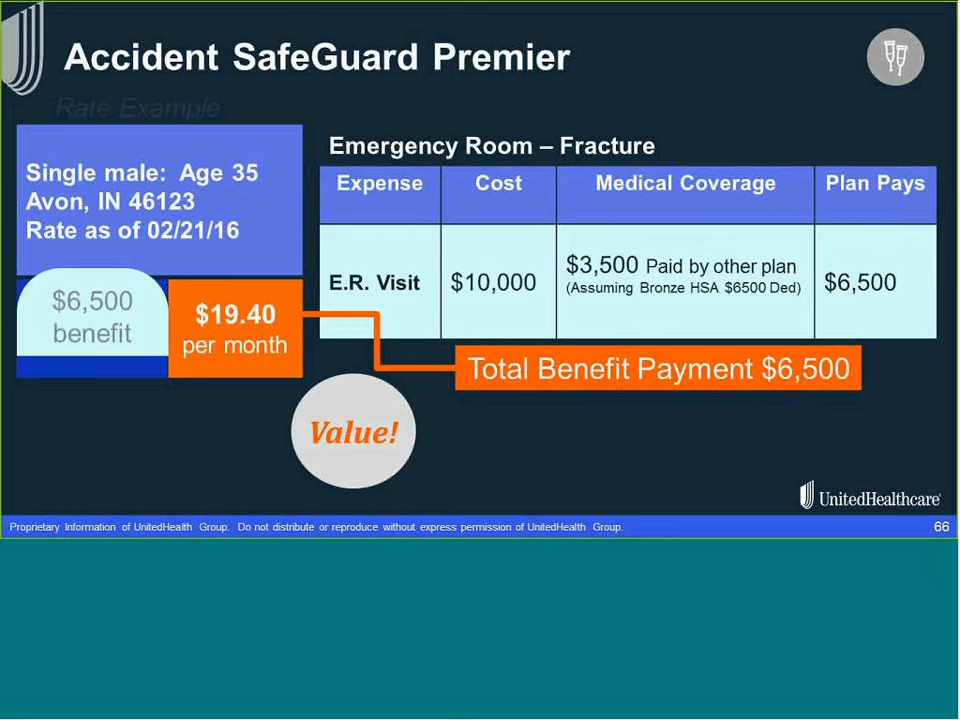 Accident SafeGuard Premier
Rate Example
Single male: Age 35
Avon, IN 46123
Rate as of 02/21/16
$6,500
benefit
$19.40
per month
Emergency Room – Fracture
Expense Cost Medical Coverage Plan Pays
E.R. Visit $10,000 $3,500 Paid by other plan $6,500
(Assuming Bronze HSA $6500 Ded)
Total Benefit Payment $6,500
Value!
UnitedHealthcare®
Proprietary Information of UnitedHealth Group. Do not distribute or reproduce without express permission of UnitedHealth Group. 66